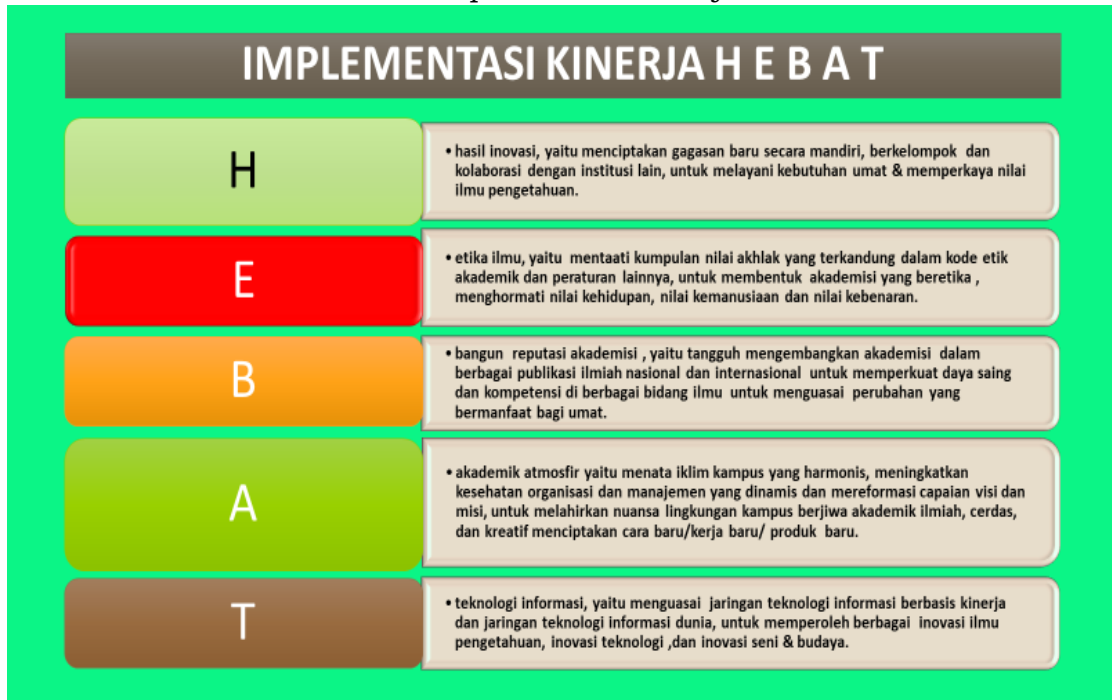 IMPLEMENTASI KINERJA H E B A T
H
• hasil inovasi, yaitu menciptakan gagasan baru secara mandiri, berkelompok dan
kolaborasi dengan institusi lain, untuk melayani kebutuhan umat & memperkaya nilai
ilmu pengetahuan.
E
• etika ilmu, yaitu mentaati kumpulan nilai akhlak yang terkandung dalam kode etik
akademik dan peraturan lainnya, untuk membentuk akademisi yang beretika ,
menghormati nilai kehidupan, nilai kemanusiaan dan nilai kebenaran.
B
• bangun reputasi akademisi , yaitu tangguh mengembangkan akademisi dalam
berbagai publikasi ilmiah nasional dan internasional untuk memperkuat daya saing
dan kompetensi di berbagai bidang ilmu untuk menguasai perubahan yang
bermanfaat bagi umat.
A
• akademik atmosfir yaitu menata iklim kampus yang harmonis, meningkatkan
kesehatan organisasi dan manajemen yang dinamis dan mereformasi capaian visi dan
misi, untuk melahirkan nuansa lingkungan kampus berjiwa akademik ilmiah, cerdas,
dan kreatif menciptakan cara baru/kerja baru/ produk baru.
T
• teknologi informasi, yaitu menguasai jaringan teknologi informasi berbasis kinerja
dan jaringan teknologi informasi dunia, untuk memperoleh berbagai inovasi ilmu
pengetahuan, inovasi teknologi ,dan inovasi seni & budaya.